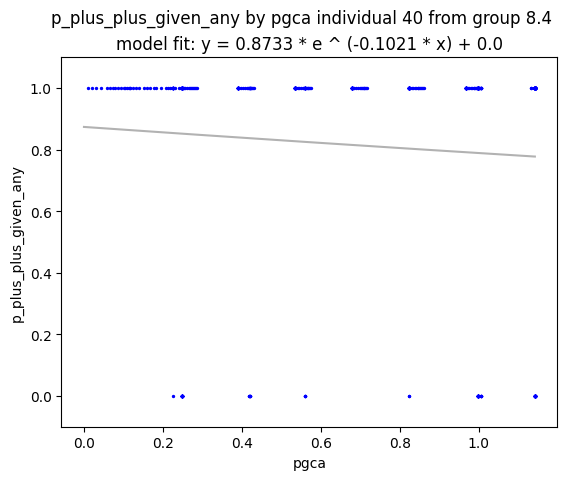 p_plus_plus_given_any by pgca individual 40 from group 8.4
model fit: y = 0.8733 * e ^ (-0.1021 * x) + 0.0
1.0
0.8
0.6
0.4
0.2
0.0
p_plus_plus_given_any
0.0 0.2 0.4 0.6 0.8 1.0
pgca